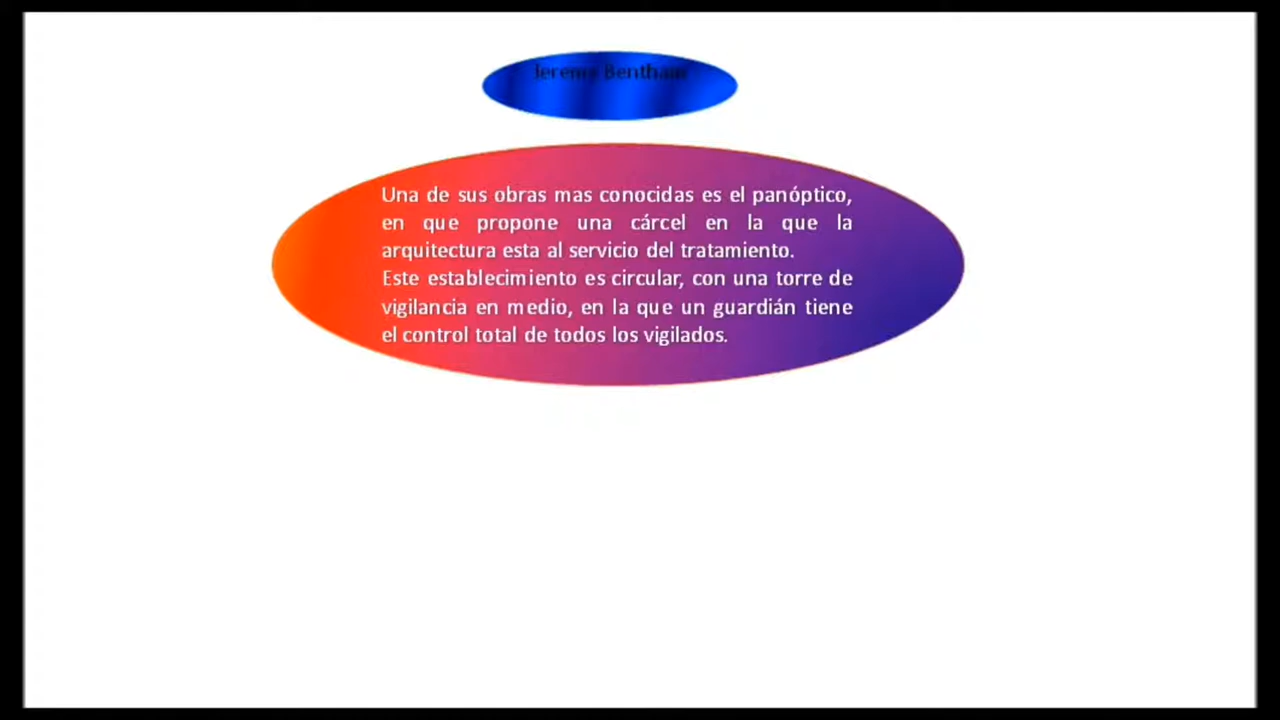 Jeremy Bentham
Una de sus obras mas conocidas es el panóptico,
en que propone una cárcel en la que la
arquitectura esta al servicio del tratamiento.
Este establecimiento es circular, con una torre de
vigilancia en medio, en la que un guardián tiene
el control total de todos los vigilados.